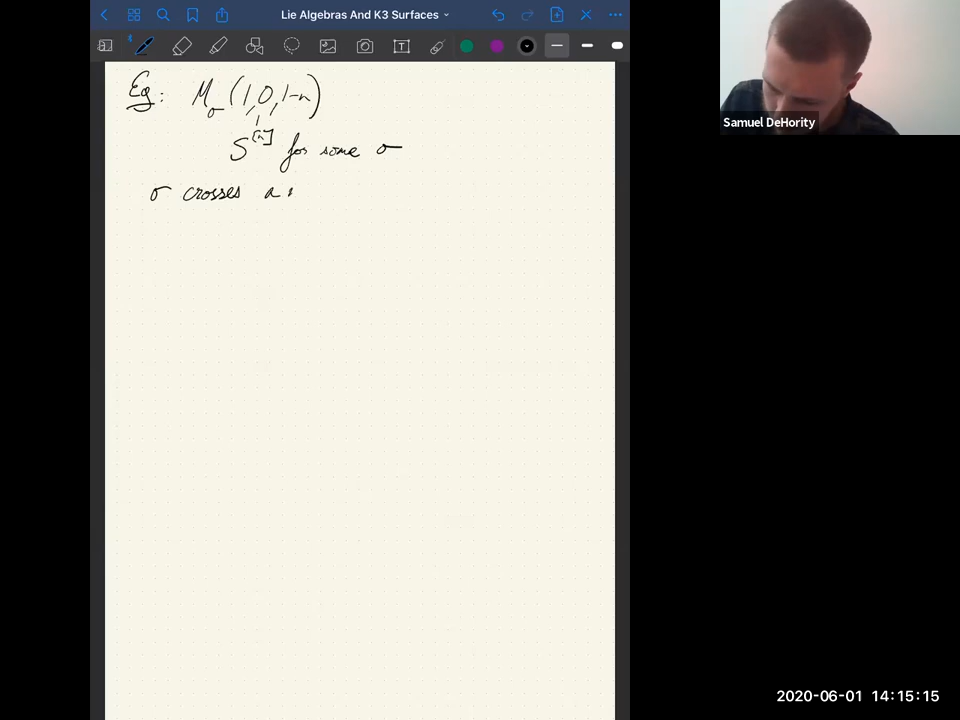 Lie Algebras And K3 Surfaces
Eg: M_σ (1,0,1-n)
S^[n] for some σ
σ crosses a
Samuel DeHority
2020-06-01 14:15:15